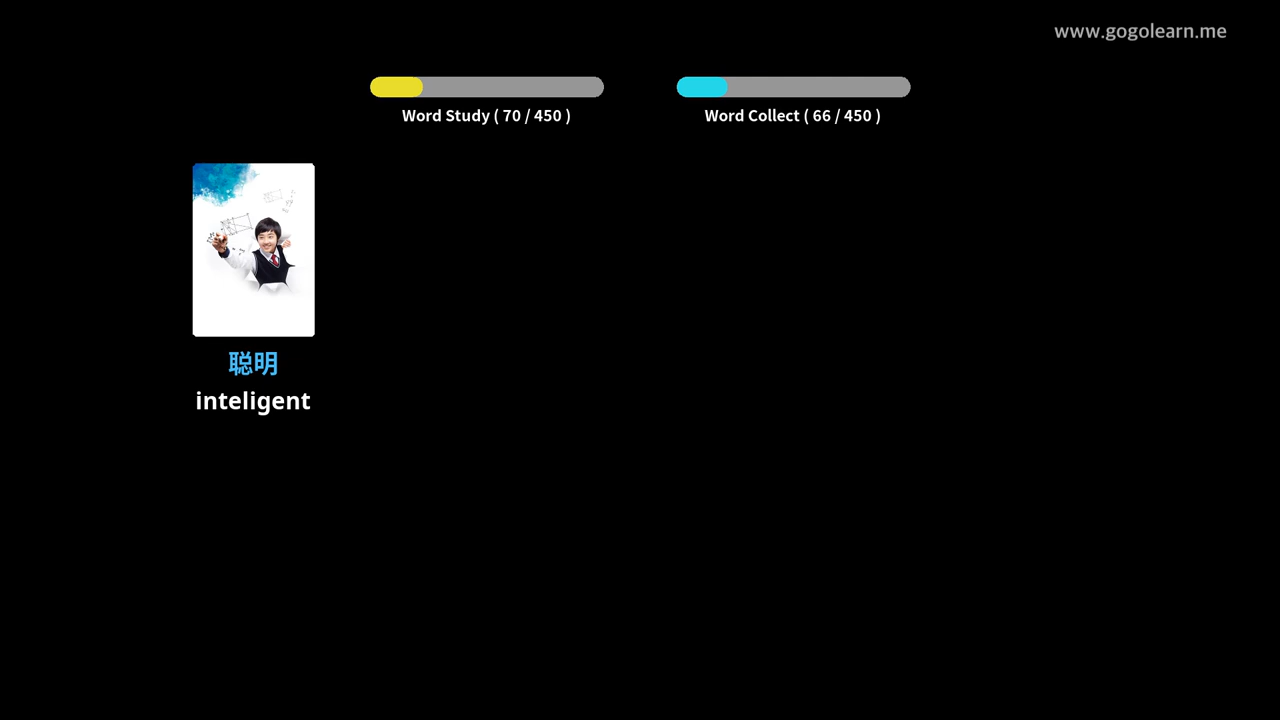 www.gogolearn.me
Word Study ( 70 / 450 )
Word Collect ( 66 / 450 )
聪明
inteligent